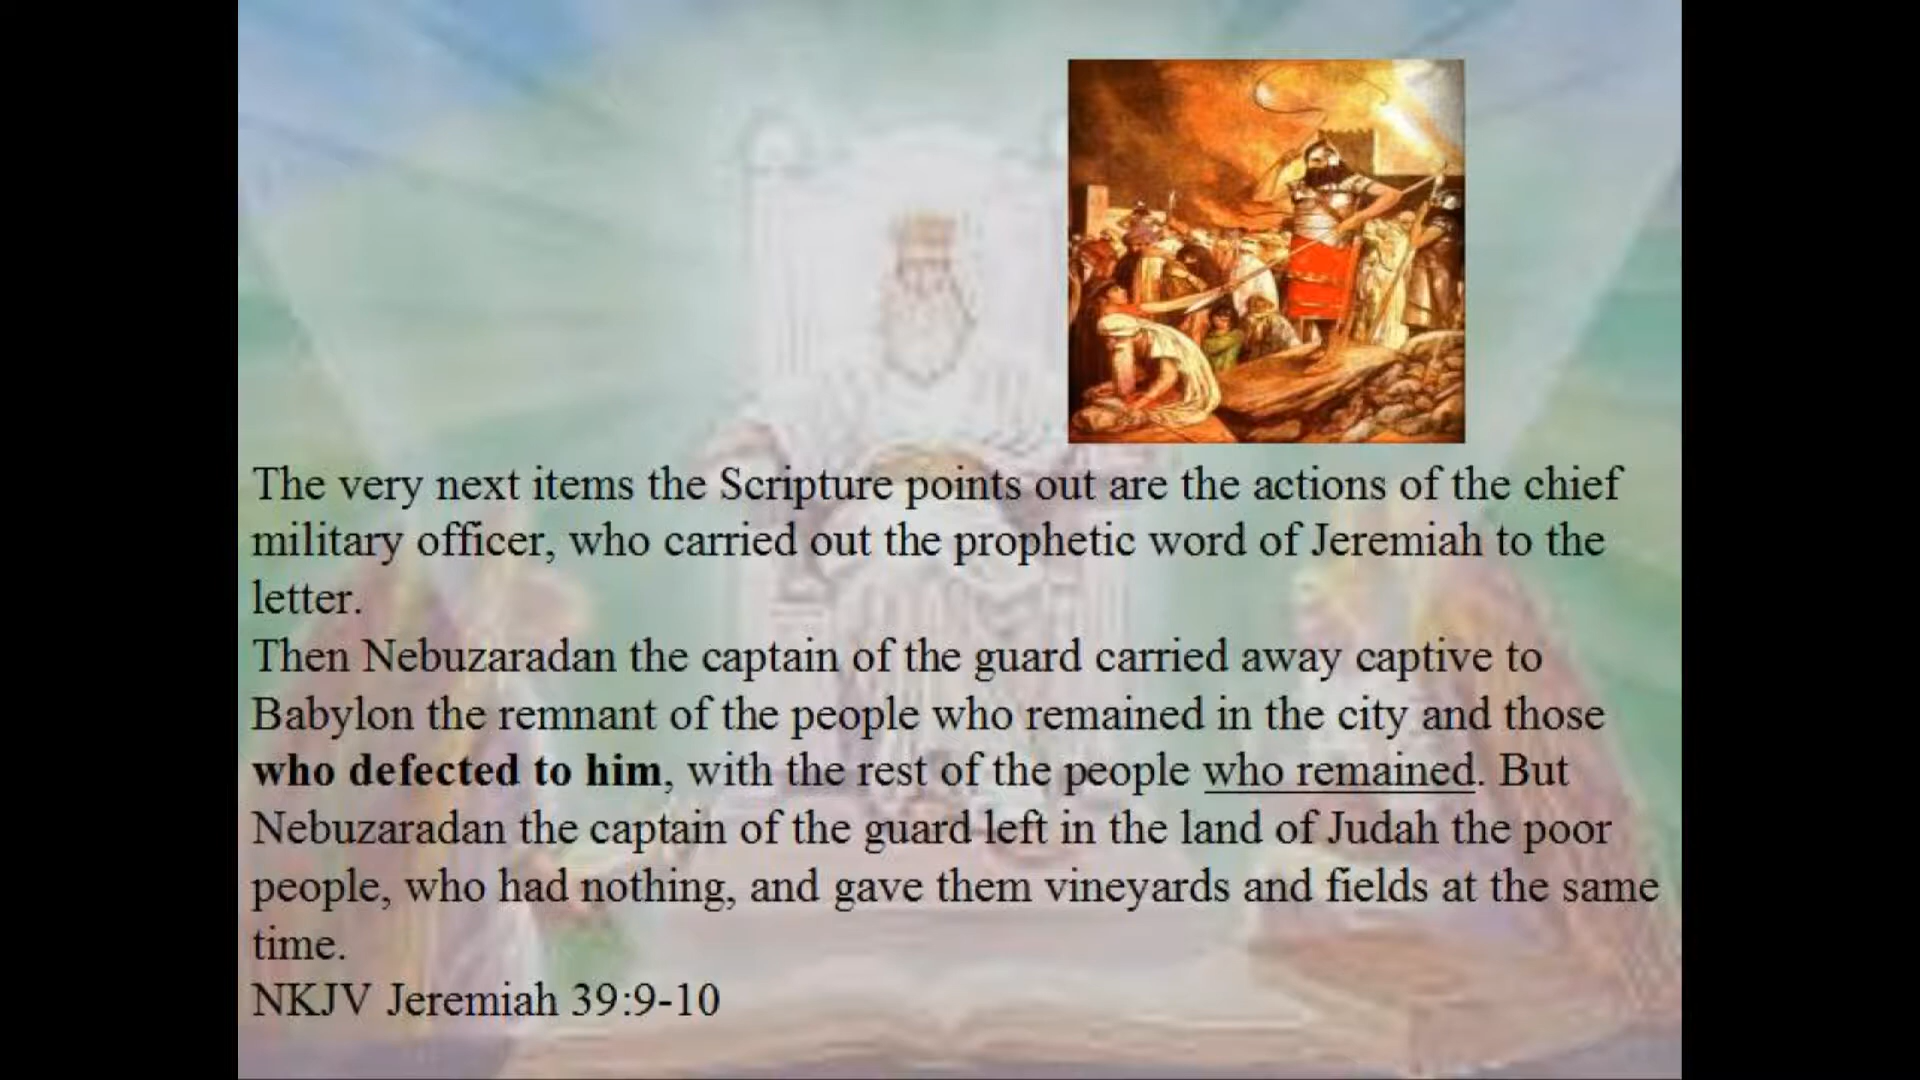 The very next items the Scripture points out are the actions of the chief
military officer, who carried out the prophetic word of Jeremiah to the
letter.
Then Nebuzaradan the captain of the guard carried away captive to
Babylon the remnant of the people who remained in the city and those
who defected to him, with the rest of the people who remained. But
Nebuzaradan the captain of the guard left in the land of Judah the poor
people, who had nothing, and gave them vineyards and fields at the same
time.
NKJV Jeremiah 39:9-10